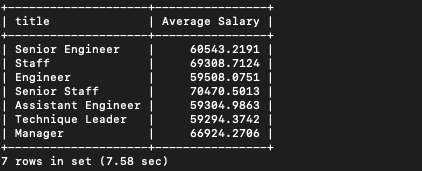 +--------------------+----------------+
| title              | Average Salary |
+--------------------+----------------+
| Senior Engineer    |     60543.2191 |
| Staff              |     69308.7124 |
| Engineer           |     59508.0751 |
| Senior Staff       |     70470.5013 |
| Assistant Engineer |     59304.9863 |
| Technique Leader   |     59294.3742 |
| Manager            |     66924.2706 |
+--------------------+----------------+
7 rows in set (7.58 sec)